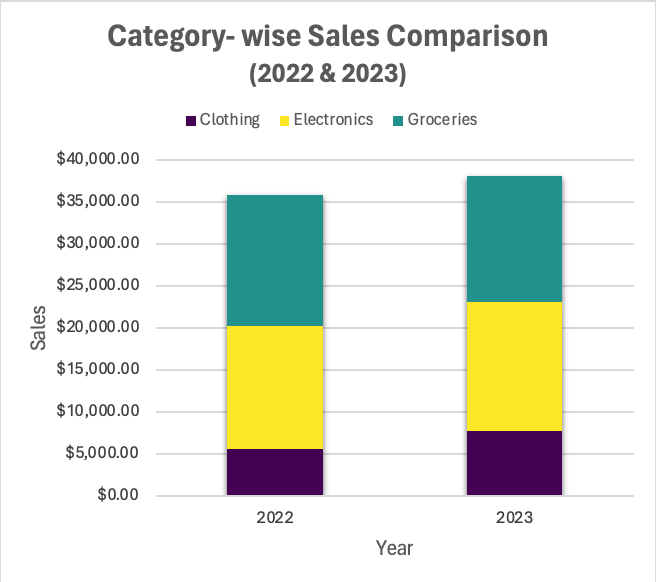 Category- wise Sales Comparison
(2022 & 2023)
Clothing Electronics Groceries
$40,000.00
$35,000.00
$30,000.00
$25,000.00
$20,000.00
$15,000.00
$10,000.00
$5,000.00
$0.00
Sales
2022 2023
Year